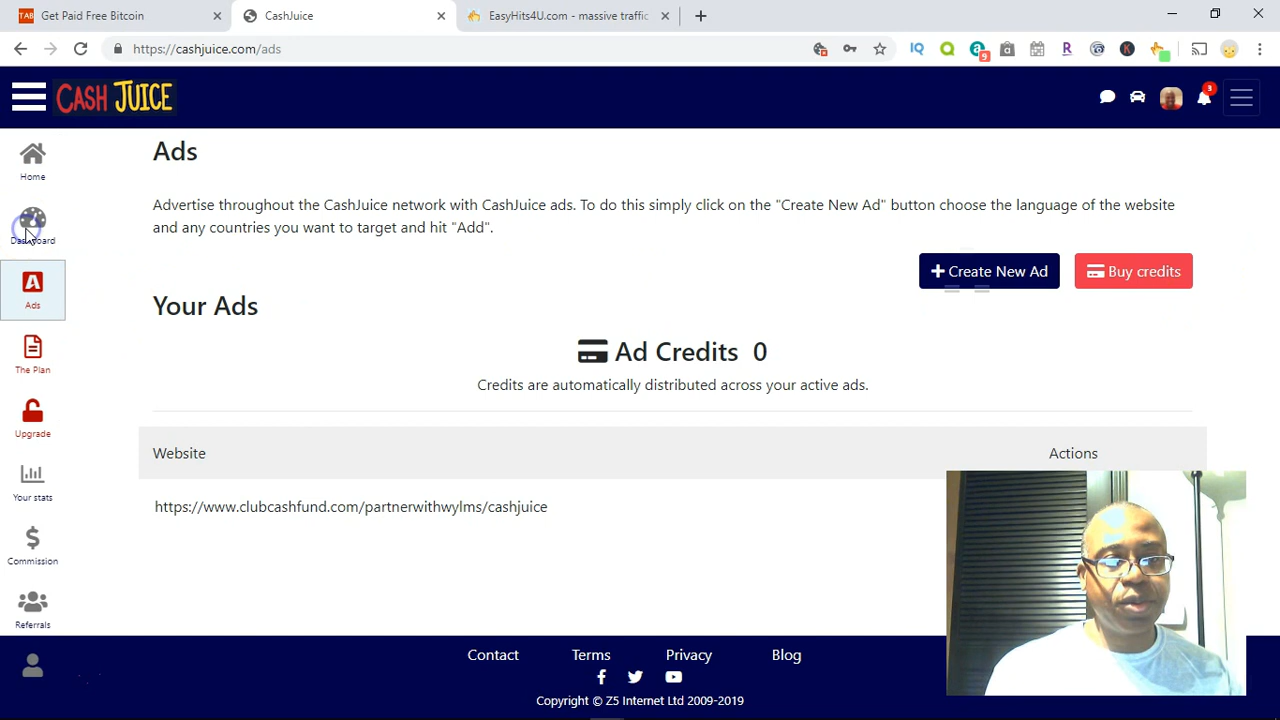 Get Paid Free Bitcoin
CashJuice
EasyHits4U.com - massive traffic
https://cashjuice.com/ads
IQ
9
R
K
CASH JUICE
3
Home
Dashboard
A
Ads
The Plan
Upgrade
Your stats
Commission
Referrals
Ads
Advertise throughout the CashJuice network with CashJuice ads. To do this simply click on the "Create New Ad" button choose the language of the website
and any countries you want to target and hit "Add".
Create New Ad
Buy credits
Your Ads
Ad Credits 0
Credits are automatically distributed across your active ads.
Website
Actions
https://www.clubcashfund.com/partnerwithwylms/cashjuice
Contact
Terms
Privacy
Blog
Copyright © Z5 Internet Ltd 2009-2019